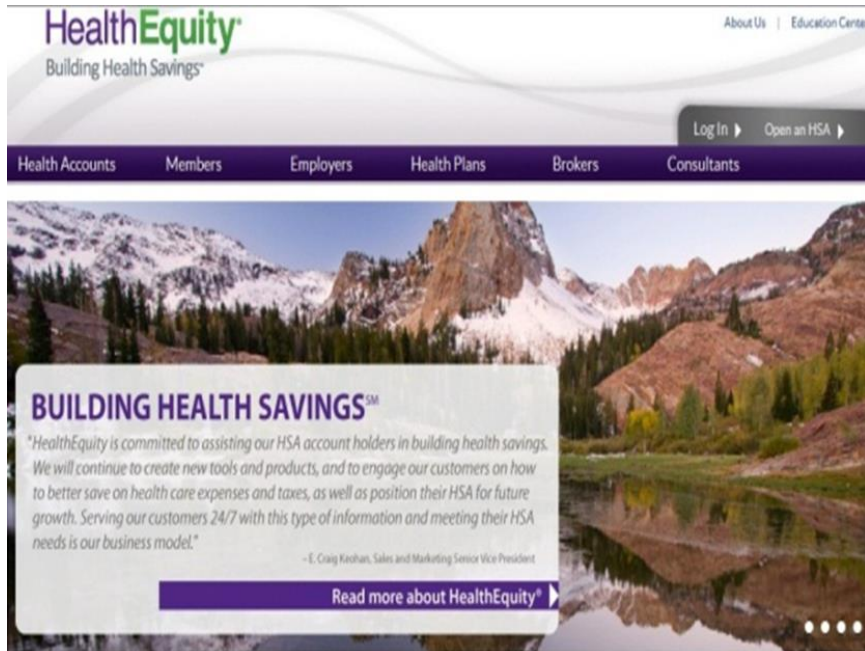 HealthEquity®
Building Health Savings℠
About Us | Education Cente
Log In Open an HSA
Health Accounts Members Employers Health Plans Brokers Consultants
BUILDING HEALTH SAVINGS℠
"HealthEquity is committed to assisting our HSA account holders in building health savings.
We will continue to create new tools and products, and to engage our customers on how
to better save on health care expenses and taxes, as well as position their HSA for future
growth. Serving our customers 24/7 with this type of information and meeting their HSA
needs is our business model."
– E. Craig Keohan, Sales and Marketing Senior Vice President
Read more about HealthEquity®